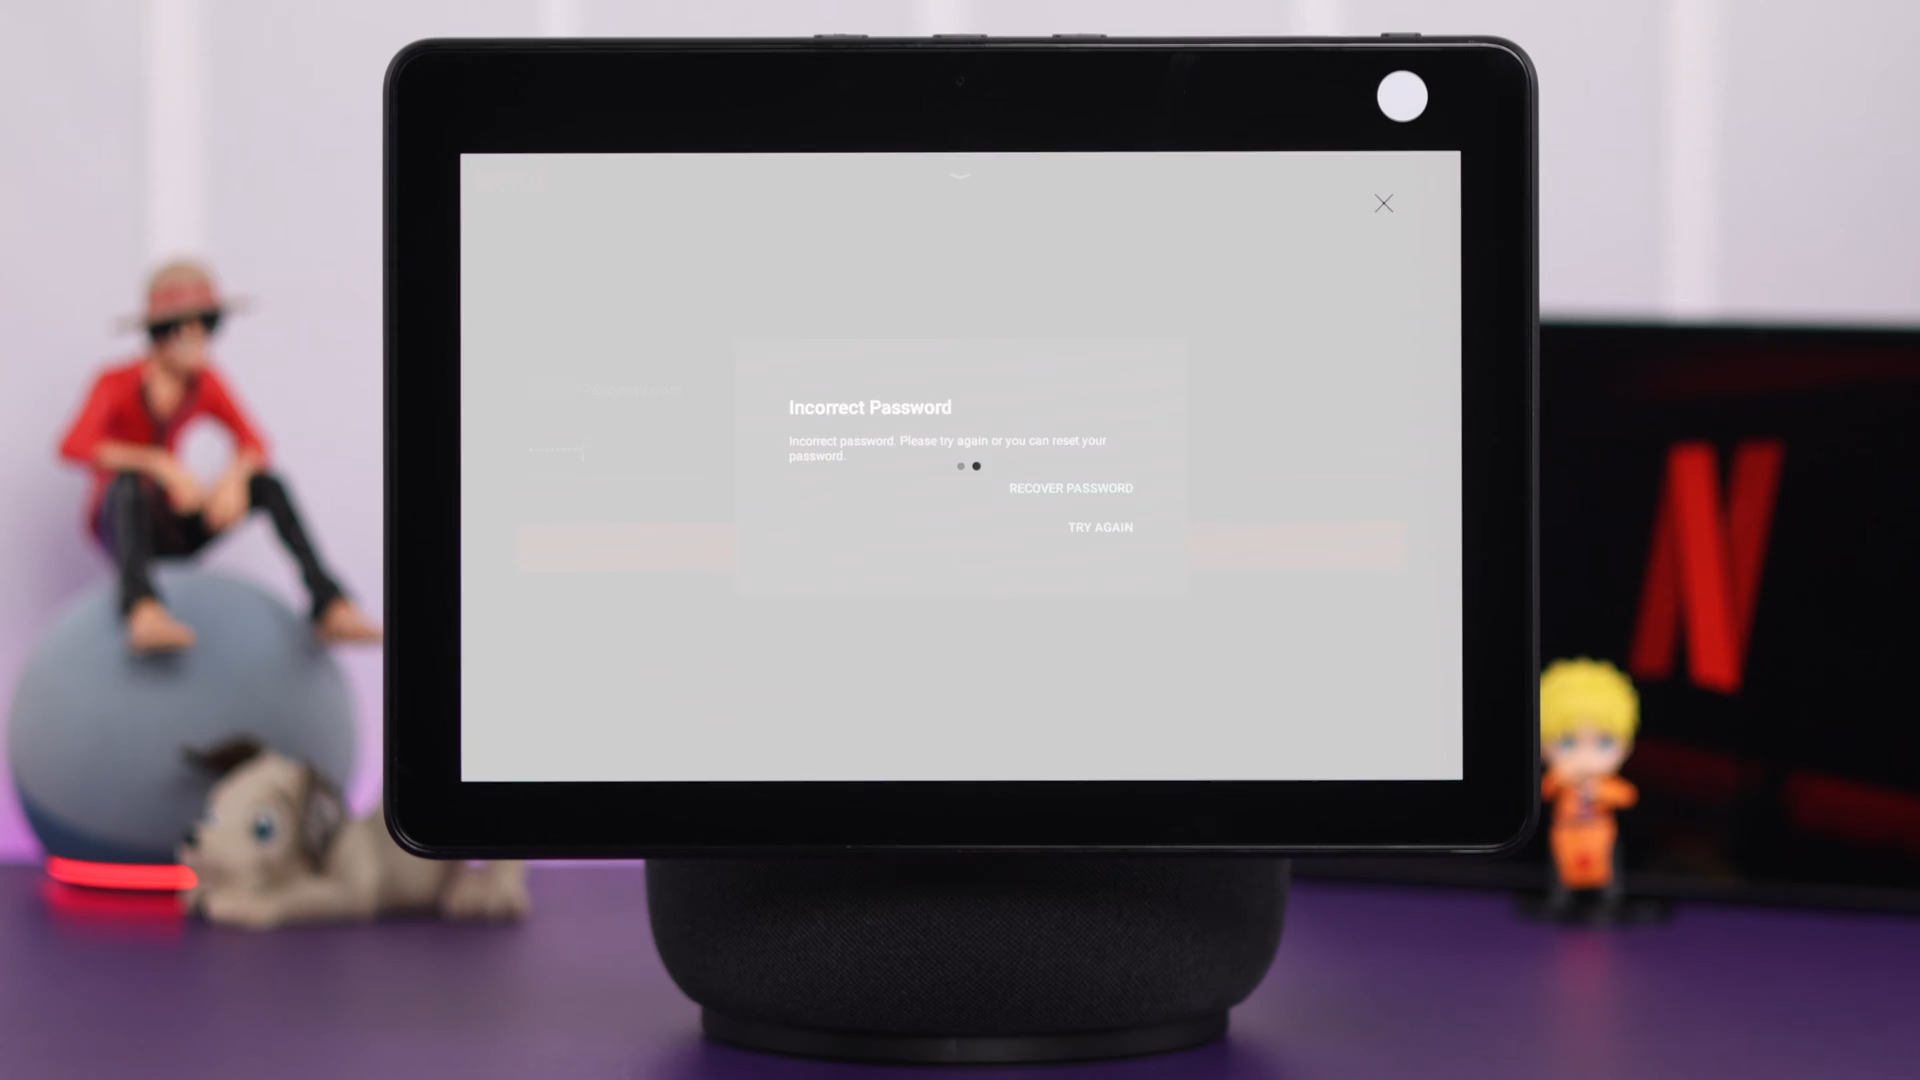 Incorrect Password
Incorrect password. Please try again or you can reset your
password.
RECOVER PASSWORD
TRY AGAIN
N